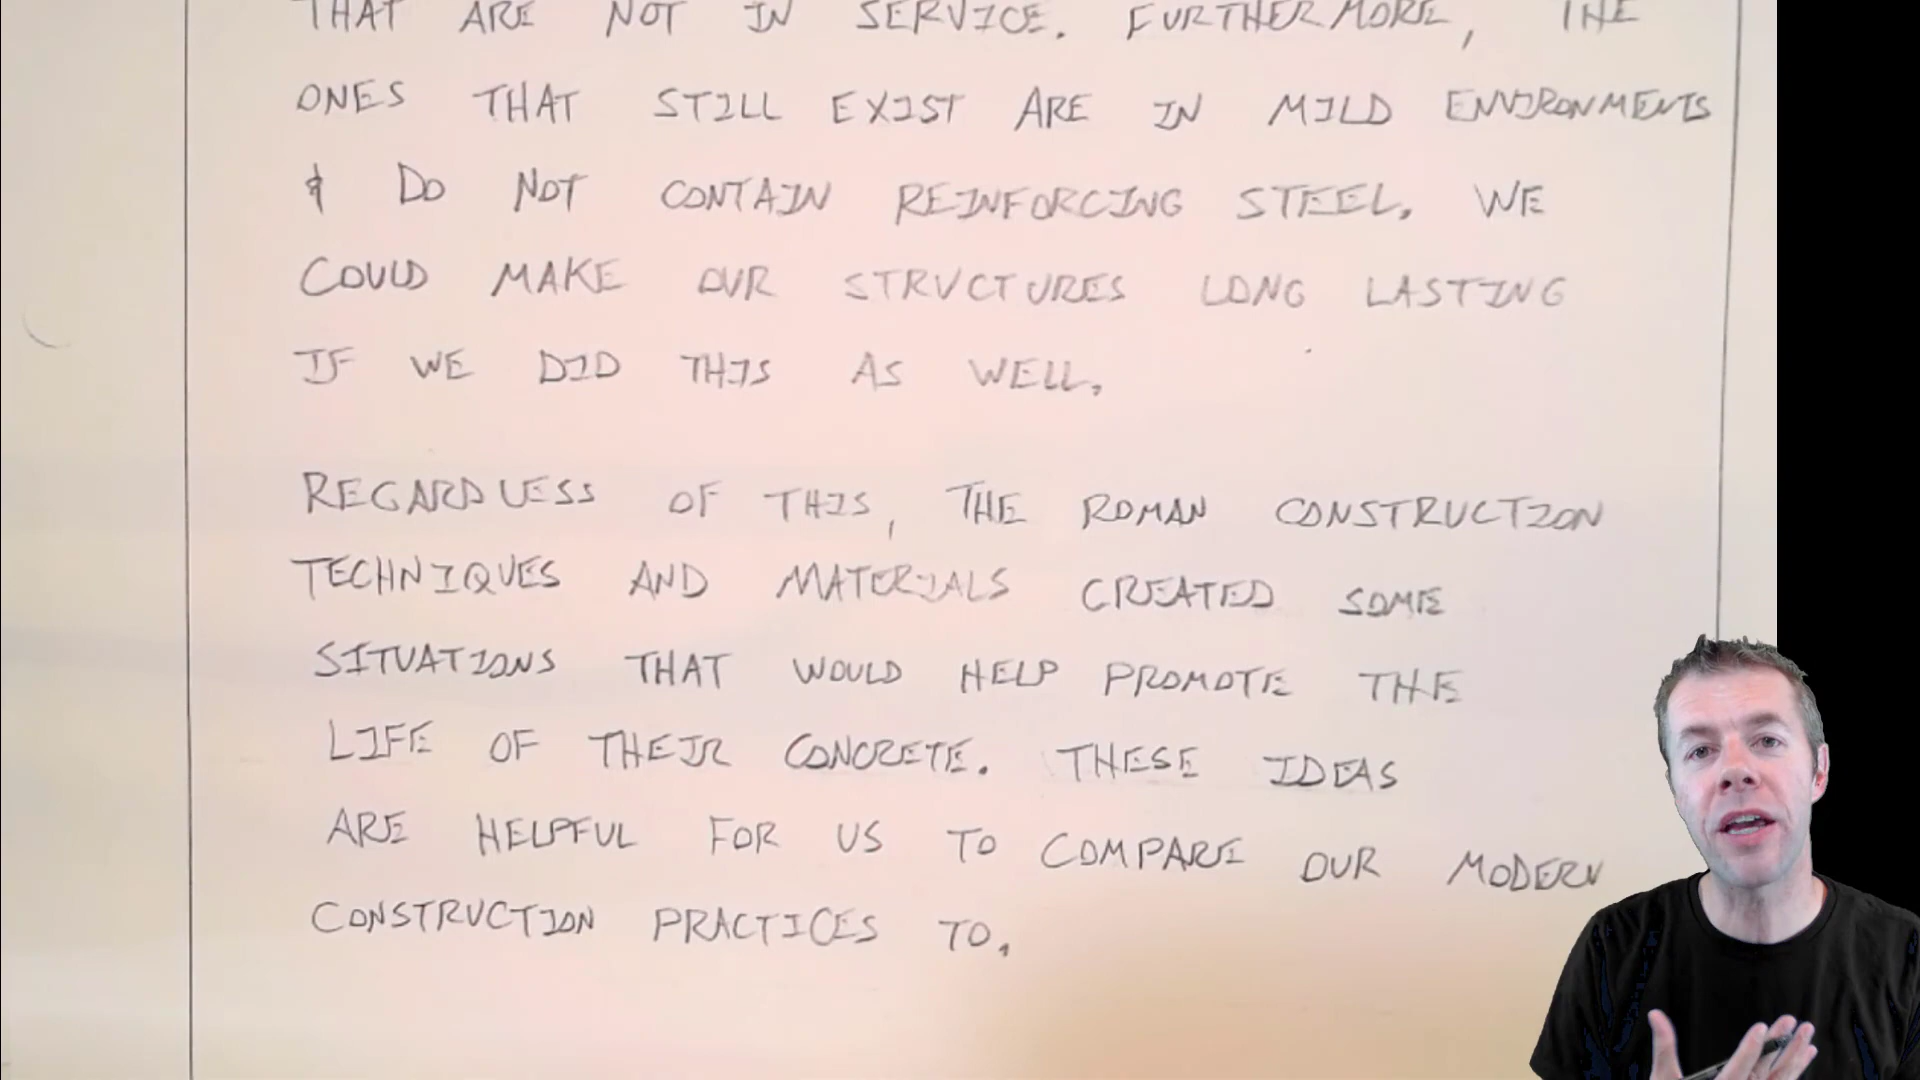 THAT ARE NOT IN SERVICE. FURTHERMORE, THE
ONES THAT STILL EXIST ARE IN MILD ENVIRONMENTS
& DO NOT CONTAIN REINFORCING STEEL. WE
COULD MAKE OUR STRUCTURES LONG LASTING
IF WE DID THIS AS WELL.
REGARDLESS OF THIS, THE ROMAN CONSTRUCTION
TECHNIQUES AND MATERIALS CREATED SOME
SITUATIONS THAT WOULD HELP PROMOTE THE
LIFE OF THEIR CONCRETE. THESE IDEAS
ARE HELPFUL FOR US TO COMPARE OUR MODERN
CONSTRUCTION PRACTICES TO.